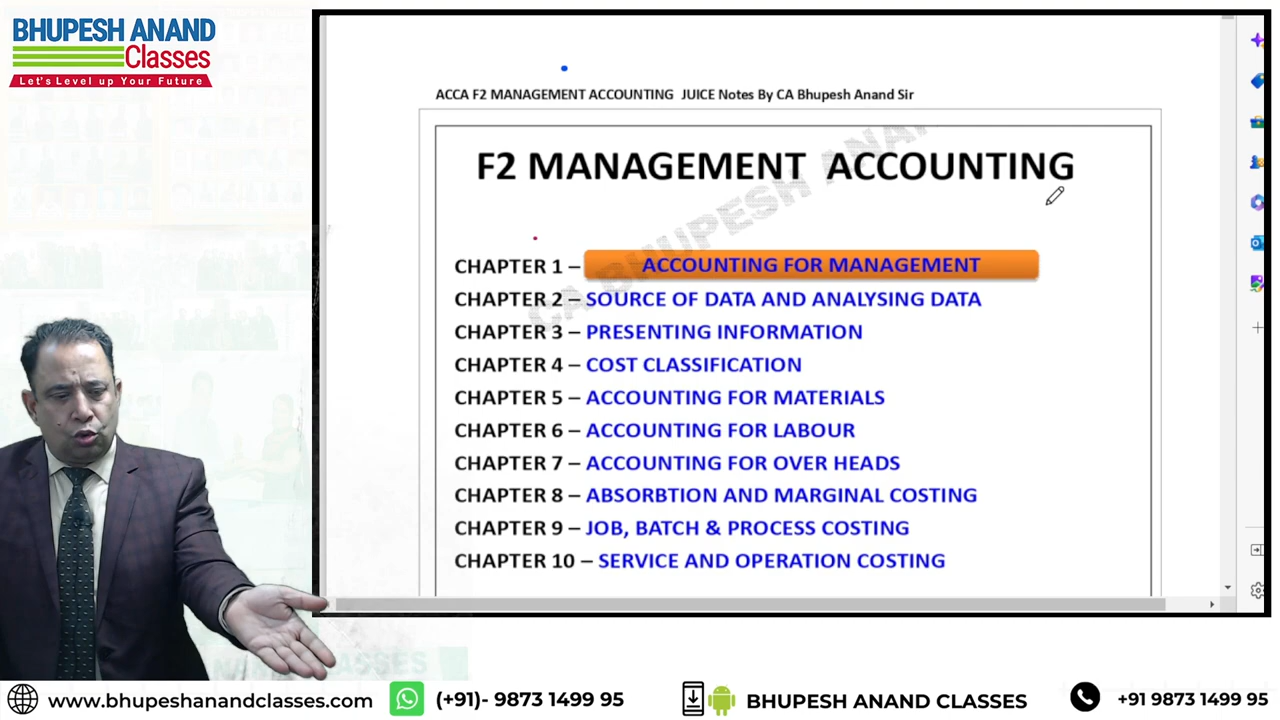 BHUPESH ANAND
Classes
Let's Level up Your Future
ACCA F2 MANAGEMENT ACCOUNTING JUICE Notes By CA Bhupesh Anand Sir
F2 MANAGEMENT ACCOUNTING
CA BHUPESH ANAN
CHAPTER 1 – ACCOUNTING FOR MANAGEMENT
CHAPTER 2 – SOURCE OF DATA AND ANALYSING DATA
CHAPTER 3 – PRESENTING INFORMATION
CHAPTER 4 – COST CLASSIFICATION
CHAPTER 5 – ACCOUNTING FOR MATERIALS
CHAPTER 6 – ACCOUNTING FOR LABOUR
CHAPTER 7 – ACCOUNTING FOR OVER HEADS
CHAPTER 8 – ABSORBTION AND MARGINAL COSTING
CHAPTER 9 – JOB, BATCH & PROCESS COSTING
CHAPTER 10 – SERVICE AND OPERATION COSTING
www.bhupeshanandclasses.com
(+91)- 9873 1499 95
BHUPESH ANAND CLASSES
+91 9873 1499 95